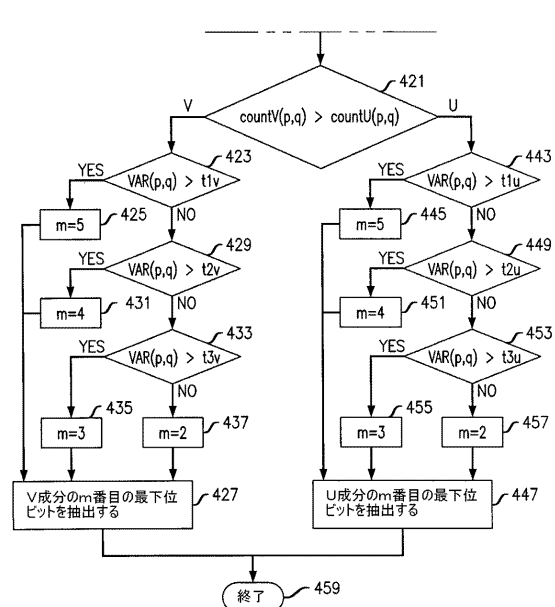 421
V
U
countV(p,q) > countU(p,q)
423
YES
VAR(p,q) > t1v
NO
m=5
425
429
YES
VAR(p,q) > t2v
NO
m=4
431
433
YES
VAR(p,q) > t3v
NO
435
m=3
m=2
437
V成分のm番目の最下位
ビットを抽出する
427
443
YES
VAR(p,q) > t1u
NO
m=5
445
449
YES
VAR(p,q) > t2u
NO
m=4
451
453
YES
VAR(p,q) > t3u
NO
455
m=3
m=2
457
U成分のm番目の最下位
ビットを抽出する
447
終了
459